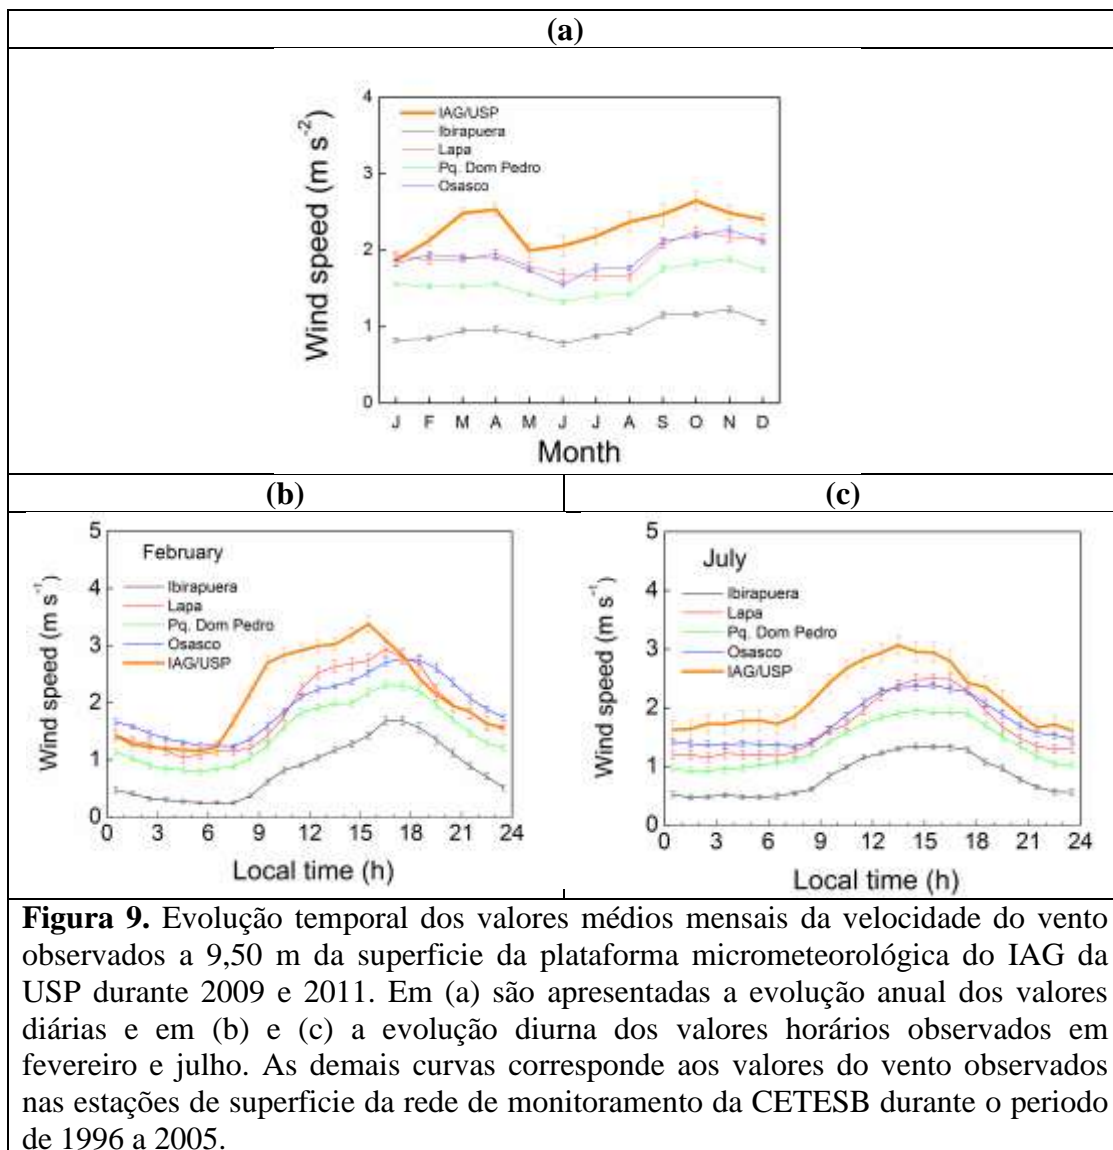 (a)
4
3
2
1
0
Wind speed (m s-2)
IAG/USP
Ibirapuera
Lapa
Pq. Dom Pedro
Osasco
J F M A M J J A S O N D
Month
(b)
5
4
3
2
1
0
Wind speed (m s-1)
February
Ibirapuera
Lapa
Pq. Dom Pedro
Osasco
IAG/USP
0 3 6 9 12 15 18 21 24
Local time (h)
(c)
5
4
3
2
1
0
Wind speed (m s-1)
July
Ibirapuera
Lapa
Pq. Dom Pedro
Osasco
IAG/USP
0 3 6 9 12 15 18 21 24
Local time (h)
Figura 9. Evolução temporal dos valores médios mensais da velocidade do vento
observados a 9,50 m da superficie da plataforma micrometeorológica do IAG da
USP durante 2009 e 2011. Em (a) são apresentadas a evolução anual dos valores
diárias e em (b) e (c) a evolução diurna dos valores horários observados em
fevereiro e julho. As demais curvas corresponde aos valores do vento observados
nas estações de superficie da rede de monitoramento da CETESB durante o periodo
de 1996 a 2005.